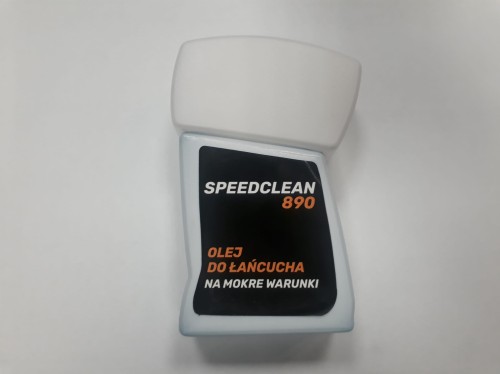 SPEEDCLEAN
890
OLEJ
DO ŁAŃCUCHA
NA MOKRE WARUNKI